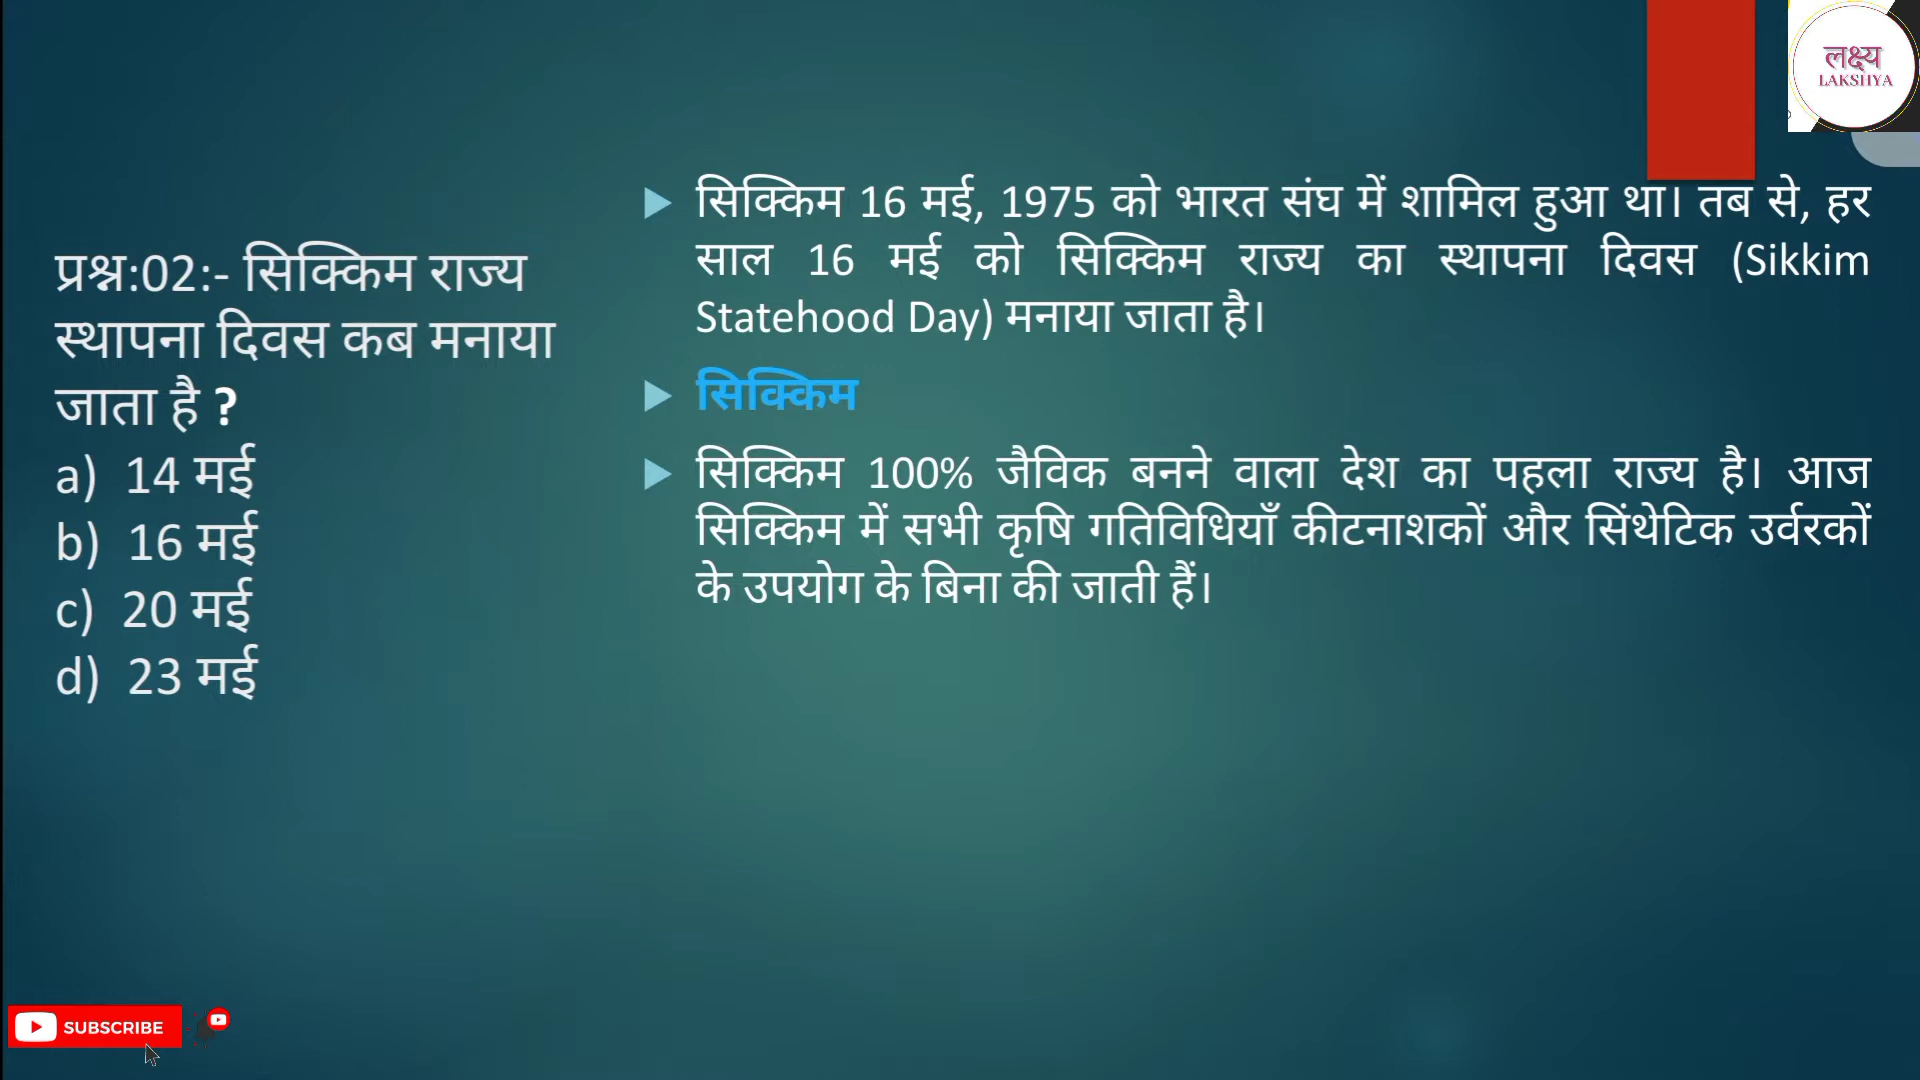 लक्ष्य
LAKSHYA
प्रश्न:02:- सिक्किम राज्य
स्थापना दिवस कब मनाया
जाता है ?
a) 14 मई
b) 16 मई
c) 20 मई
d) 23 मई
सिक्किम 16 मई, 1975 को भारत संघ में शामिल हुआ था। तब से, हर
साल 16 मई को सिक्किम राज्य का स्थापना दिवस (Sikkim
Statehood Day) मनाया जाता है।
सिक्किम
सिक्किम 100% जैविक बनने वाला देश का पहला राज्य है। आज
सिक्किम में सभी कृषि गतिविधियाँ कीटनाशकों और सिंथेटिक उर्वरकों
के उपयोग के बिना की जाती हैं।
SUBSCRIBE